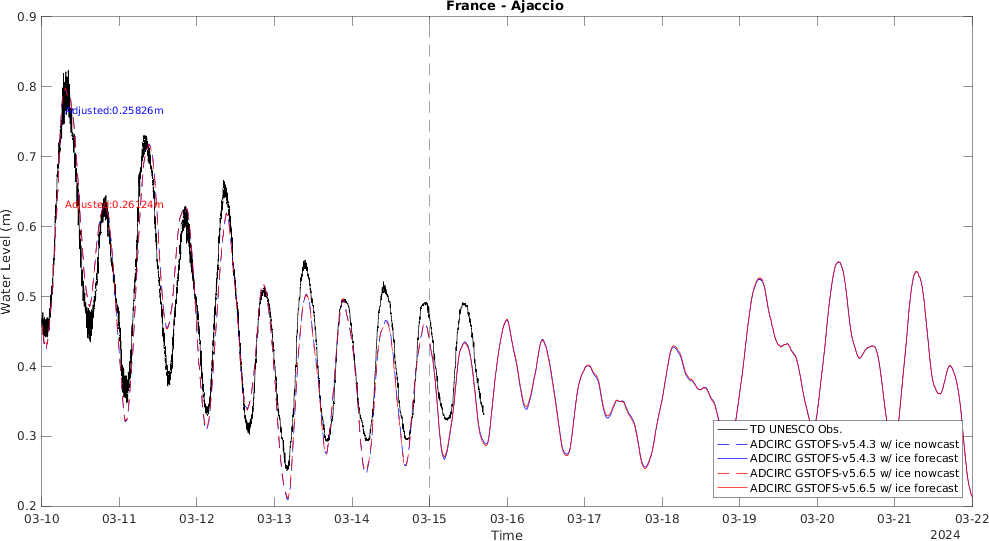 France - Ajaccio
0.9
0.8
0.7
0.6
0.5
0.4
0.3
0.2
Water Level (m)
Adjusted:0.25826m
Adjusted:0.26124m
TD UNESCO Obs.
ADCIRC GSTOFS-v5.4.3 w/ ice nowcast
ADCIRC GSTOFS-v5.4.3 w/ ice forecast
ADCIRC GSTOFS-v5.6.5 w/ ice nowcast
ADCIRC GSTOFS-v5.6.5 w/ ice forecast
03-10 03-11 03-12 03-13 03-14 03-15 03-16 03-17 03-18 03-19 03-20 03-21 03-22
Time
2024